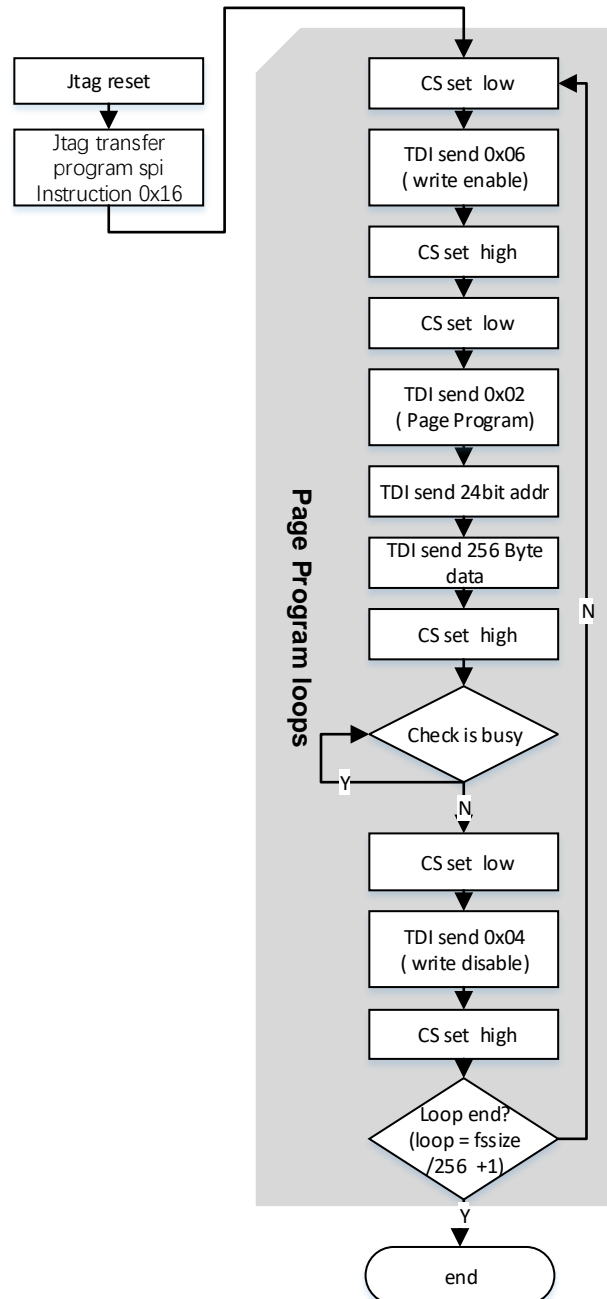 Jtag reset
Jtag transfer
program spi
Instruction 0x16
CS set low
TDI send 0x06
( write enable)
CS set high
CS set low
TDI send 0x02
( Page Program)
TDI send 24bit addr
TDI send 256 Byte
data
CS set high
Check is busy
Y
N
CS set low
TDI send 0x04
( write disable)
CS set high
Loop end?
(loop = fssize
/256 +1)
N
Y
end
Page Program loops